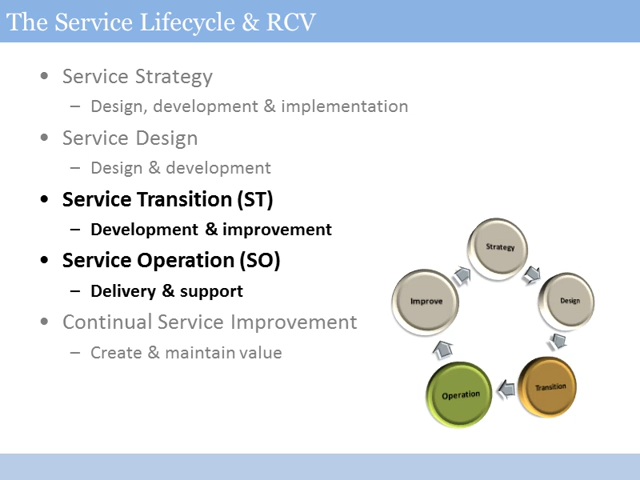 The Service Lifecycle & RCV
• Service Strategy
– Design, development & implementation
• Service Design
– Design & development
• Service Transition (ST)
– Development & improvement
• Service Operation (SO)
– Delivery & support
• Continual Service Improvement
– Create & maintain value
Strategy
Design
Transition
Operation
Improve